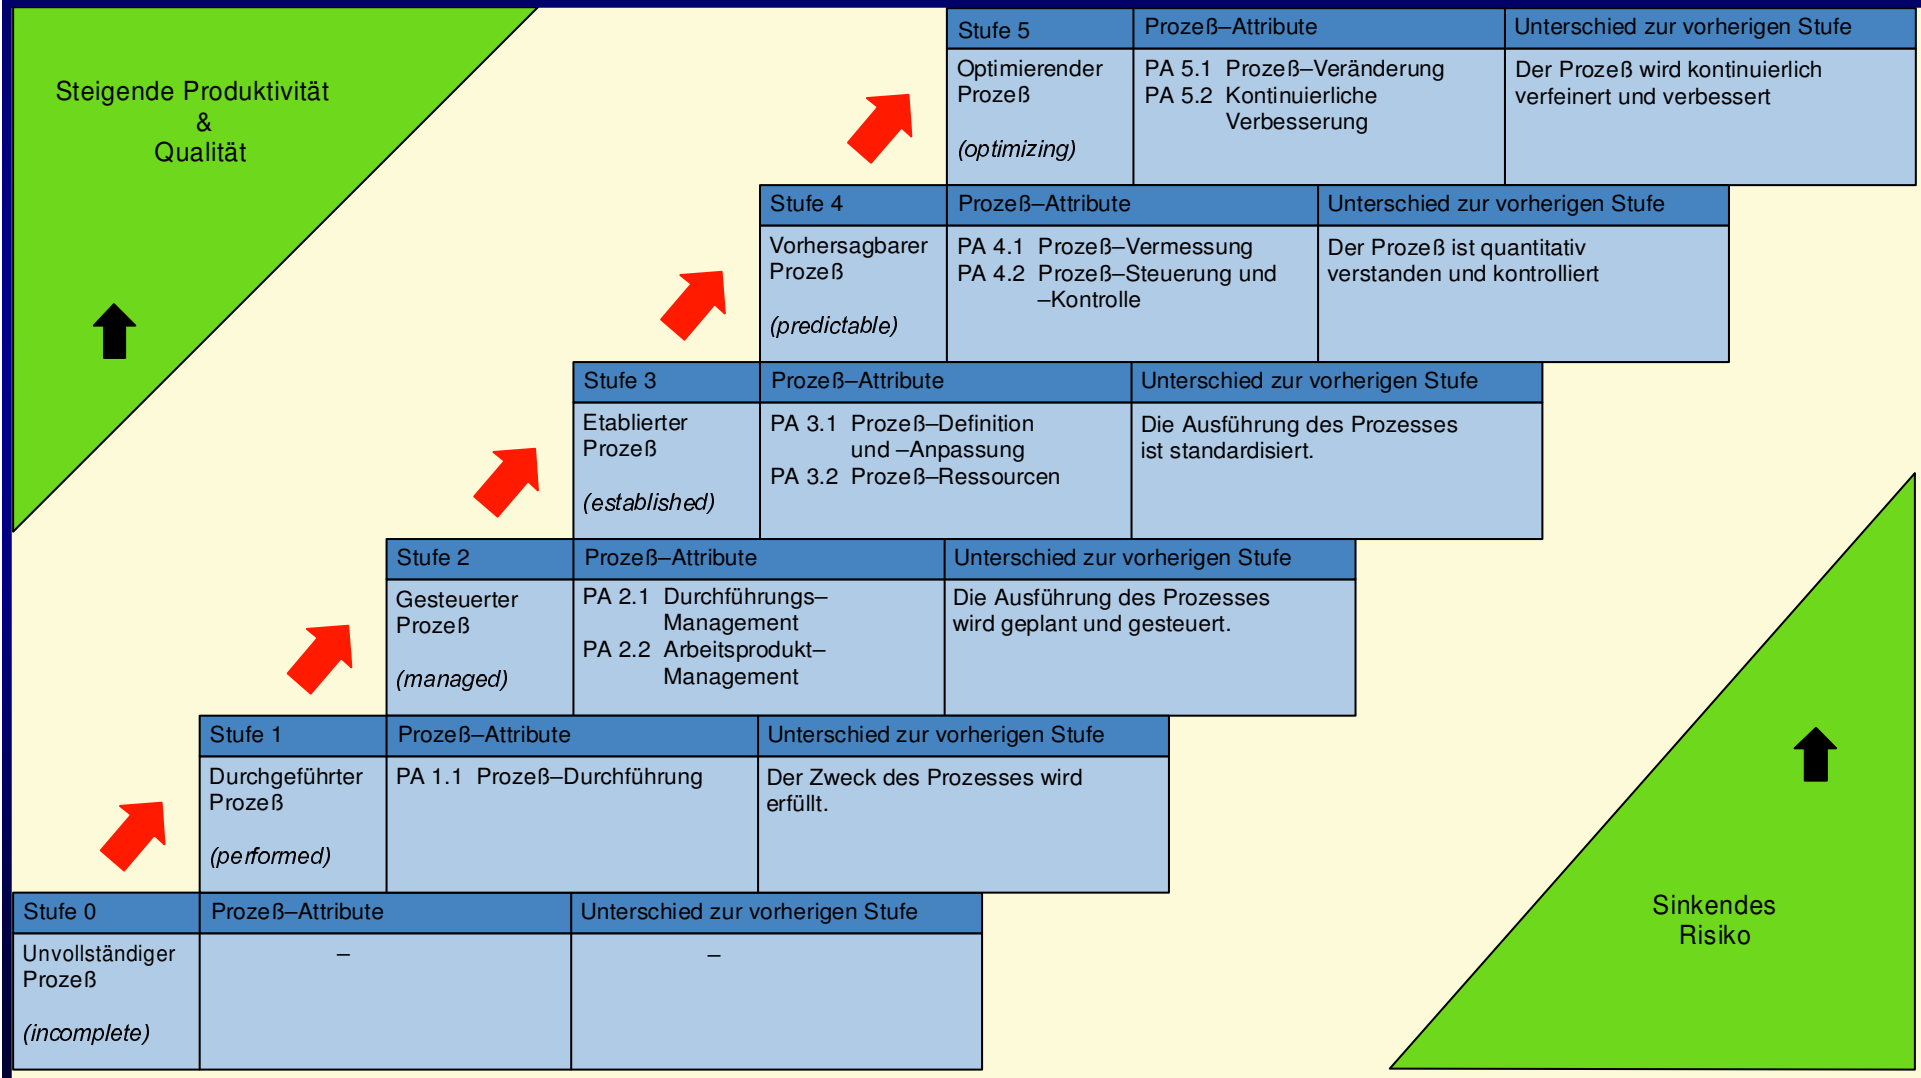 Steigende Produktivität
&
Qualität
Stufe 5
Prozeß–Attribute
Unterschied zur vorherigen Stufe
Optimierender
Prozeß
(optimizing)
PA 5.1 Prozeß–Veränderung
PA 5.2 Kontinuierliche
Verbesserung
Der Prozeß wird kontinuierlich
verfeinert und verbessert
Stufe 4
Prozeß–Attribute
Unterschied zur vorherigen Stufe
Vorhersagbarer
Prozeß
(predictable)
PA 4.1 Prozeß–Vermessung
PA 4.2 Prozeß–Steuerung und
–Kontrolle
Der Prozeß ist quantitativ
verstanden und kontrolliert
Stufe 3
Prozeß–Attribute
Unterschied zur vorherigen Stufe
Etablierter
Prozeß
(established)
PA 3.1 Prozeß–Definition
und –Anpassung
PA 3.2 Prozeß–Ressourcen
Die Ausführung des Prozesses
ist standardisiert.
Stufe 2
Prozeß–Attribute
Unterschied zur vorherigen Stufe
Gesteuerter
Prozeß
(managed)
PA 2.1 Durchführungs–
Management
PA 2.2 Arbeitsprodukt–
Management
Die Ausführung des Prozesses
wird geplant und gesteuert.
Stufe 1
Prozeß–Attribute
Unterschied zur vorherigen Stufe
Durchgeführter
Prozeß
(performed)
PA 1.1 Prozeß–Durchführung
Der Zweck des Prozesses wird
erfüllt.
Stufe 0
Prozeß–Attribute
Unterschied zur vorherigen Stufe
Unvollständiger
Prozeß
(incomplete)
–
–
Sinkendes
Risiko